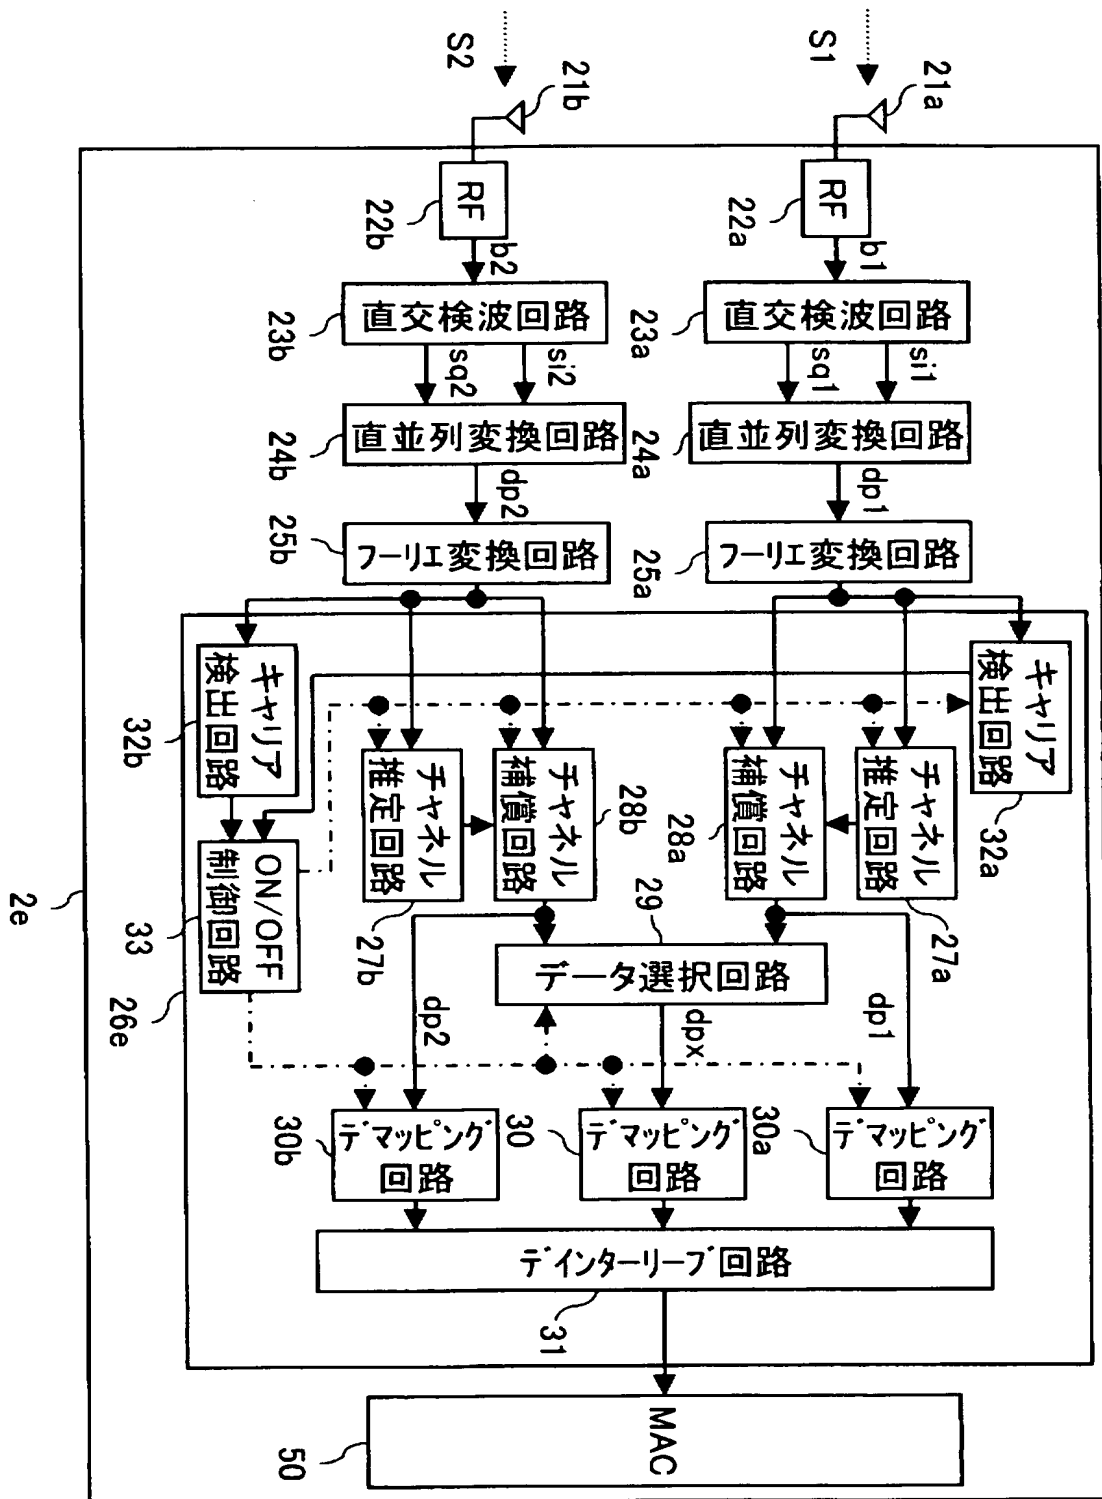 S1
S2
21a
21b
RF
22a
RF
22b
b1
b2
直交検波回路
23a
直交検波回路
23b
si1
sq1
si2
sq2
直並列変換回路
24a
直並列変換回路
24b
dp1
dp2
フーリエ変換回路
25a
フーリエ変換回路
25b
キャリア
検出回路
32a
キャリア
検出回路
32b
チャネル
推定回路
27a
チャネル
補償回路
28a
チャネル
補償回路
28b
チャネル
推定回路
27b
ON/OFF
制御回路
33
29
データ選択回路
dp1
dpx
dp2
デマッピング
回路
30a
デマッピング
回路
30
デマッピング
回路
30b
デインターリーブ回路
31
26e
2e
MAC
50